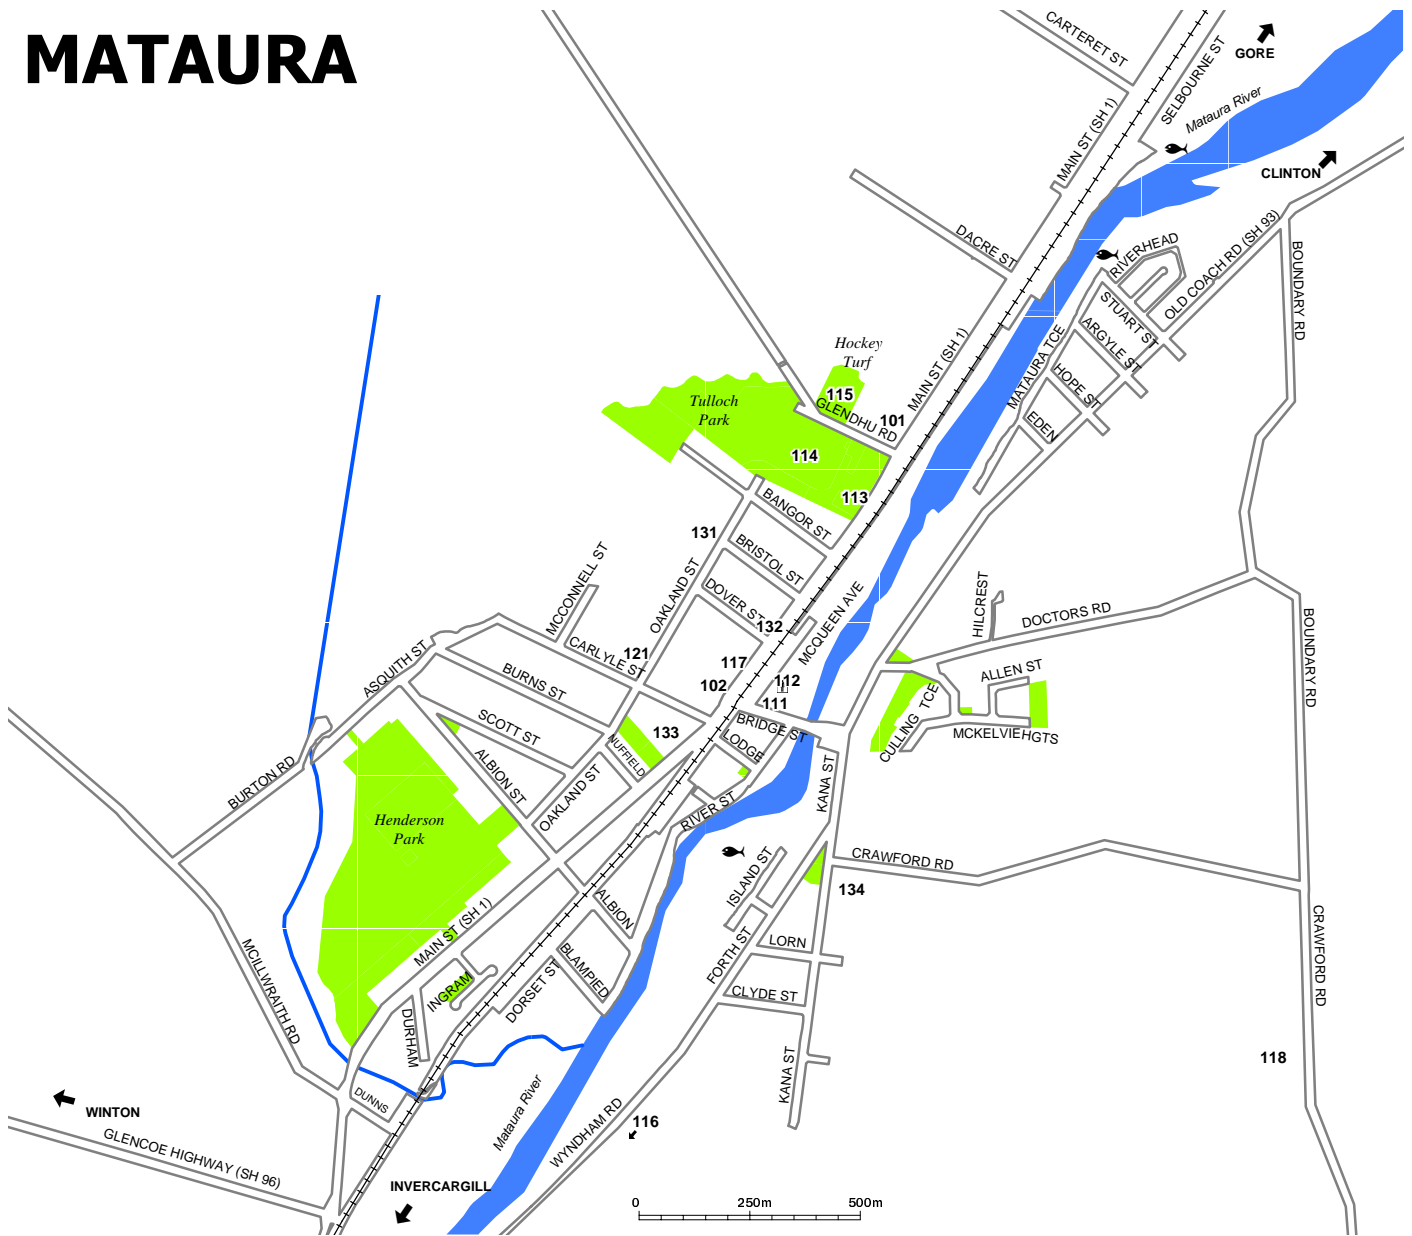 MATAURA
CARTERET ST
GORE
SELBOURNE ST
Mataura River
MAIN ST (SH 1)
CLINTON
DACRE ST
RIVERHEAD
OLD COACH RD (SH 93)
BOUNDARY RD
STUART ST
ARGYLE ST
MATAURA TCE
HOPE ST
EDEN
Hockey
Turf
MAIN ST (SH 1)
115
Tulloch
Park
GLENDHU RD
101
114
113
BANGOR ST
131
BRISTOL ST
MCCONNELL ST
OAKLAND ST
DOVER ST
MCQUEEN AVE
HILCREST
DOCTORS RD
BOUNDARY RD
132
ASQUITH ST
CARLYLE ST
121
117
BURNS ST
102
112
111
ALLEN ST
CULLING TCE
MCKELVIEHGTS
SCOTT ST
133
NUFFIELD
BRIDGE ST
LODGE
BURTON RD
ALBION ST
OAKLAND ST
KANA ST
RIVER ST
Henderson
Park
ISLAND ST
CRAWFORD RD
134
MAIN ST (SH 1)
ALBION
CRAWFORD RD
MCILLWRAITH RD
LORN
FORTH ST
BLAMPIED
INGRAM
DORSET ST
CLYDE ST
DURHAM
KANA ST
118
DUNNS
WINTON
Mataura River
WYNDHAM RD
116
GLENCOE HIGHWAY (SH 96)
INVERCARGILL
0 250m 500m